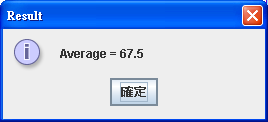 Result
Average = 67.5
確定